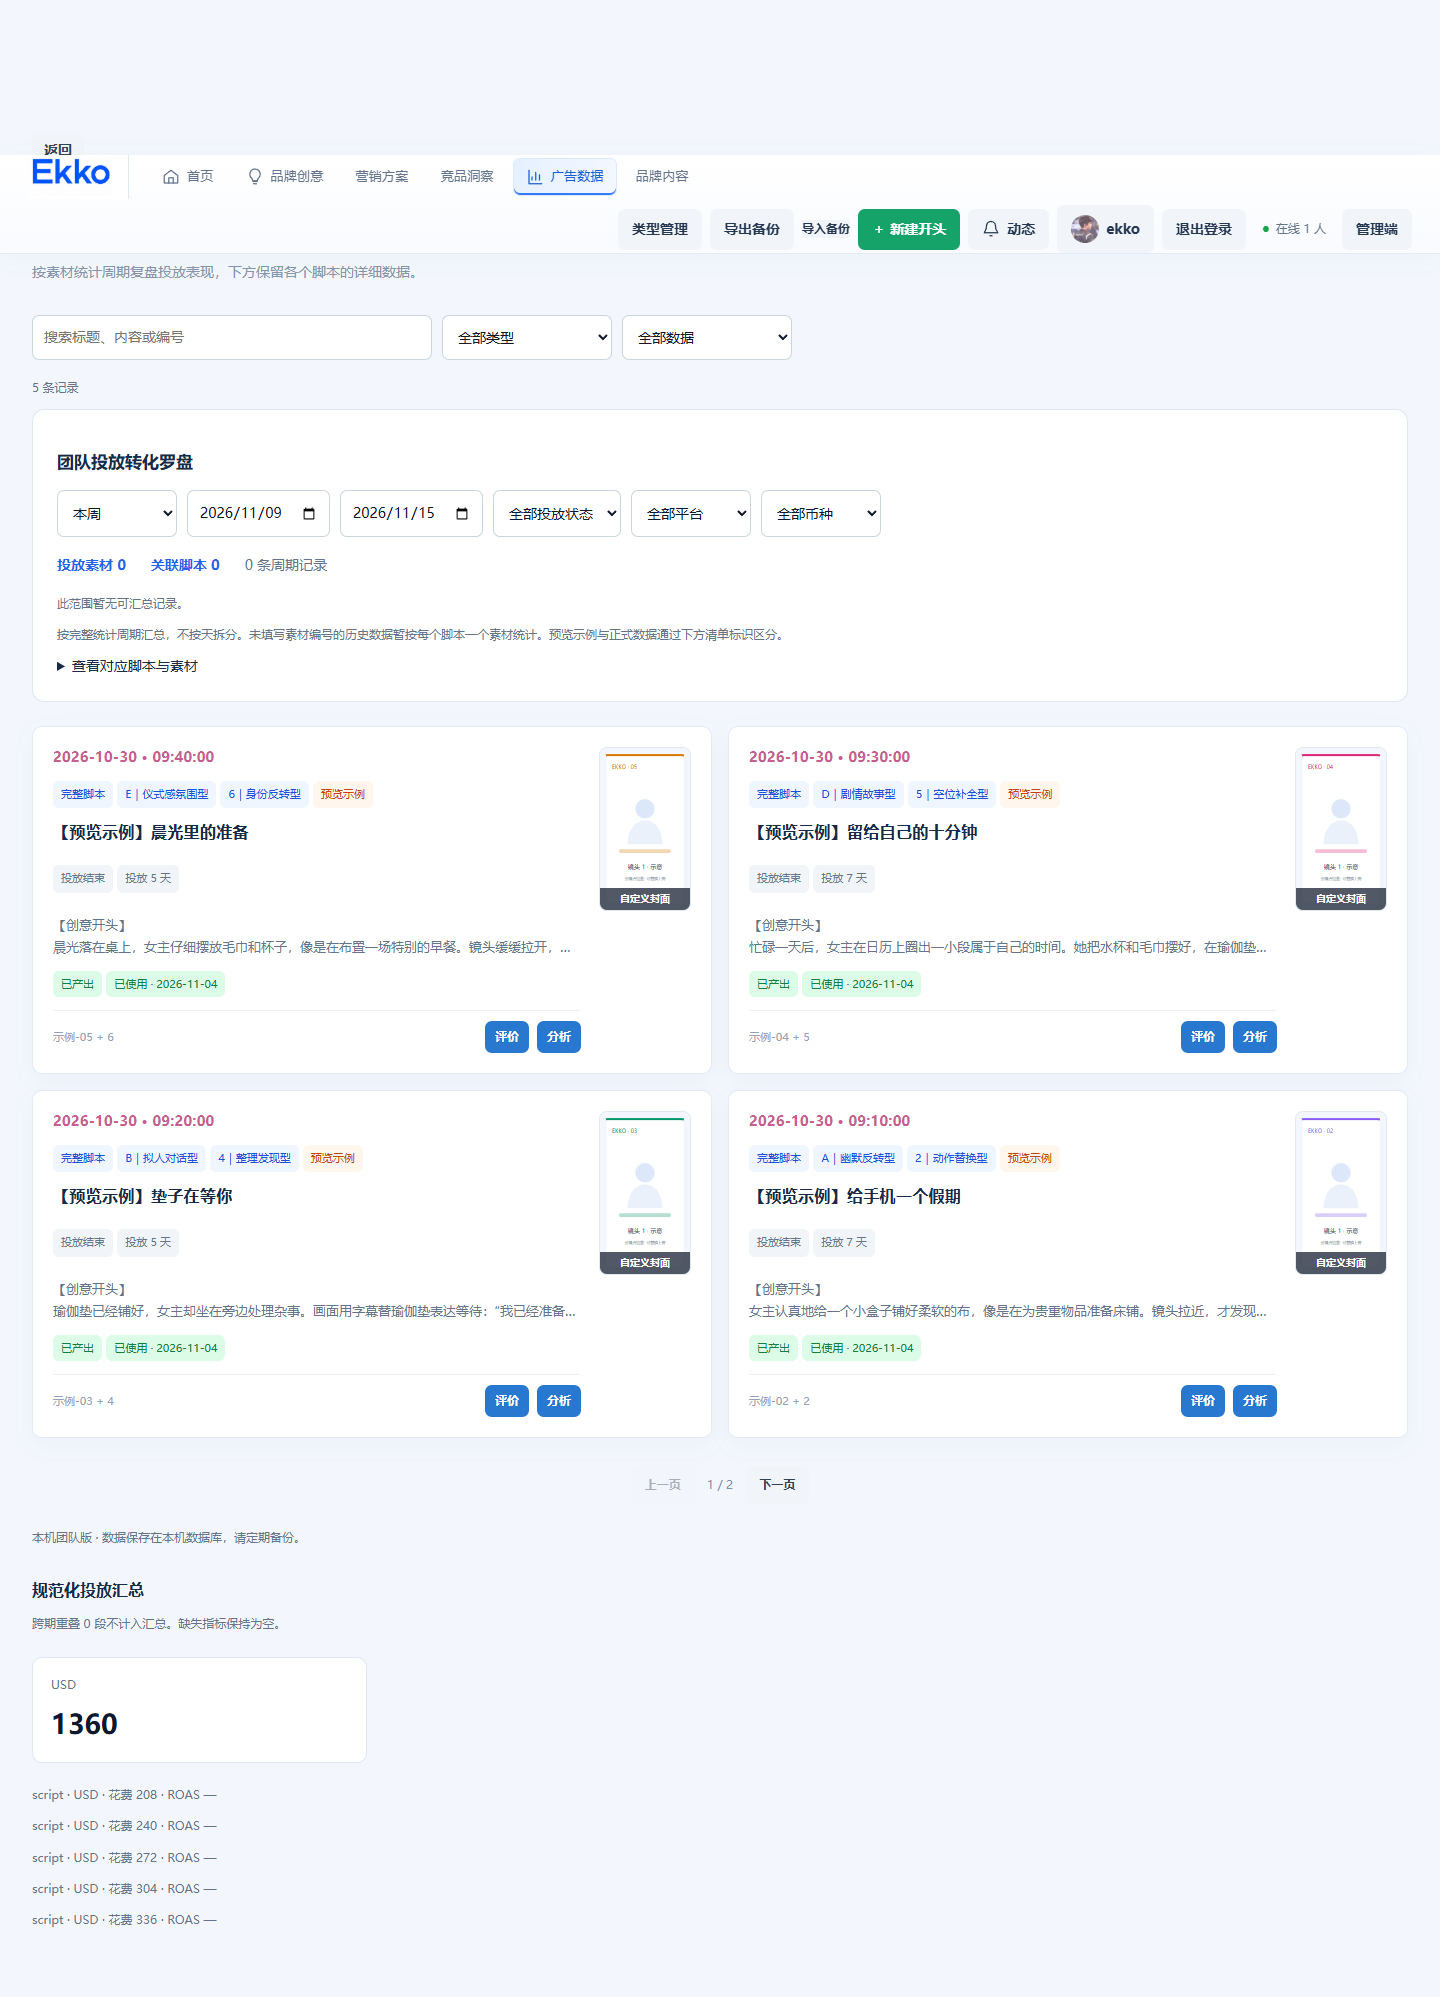 返回
Ekko
首页
品牌创意
营销方案
竞品洞察
广告数据
品牌内容
类型管理
导出备份
导入备份
+ 新建开头
动态
ekko
退出登录
● 在线 1 人
管理端
按素材统计周期复盘投放表现，下方保留各个脚本的详细数据。
搜索标题、内容或编号
全部类型
全部数据
5 条记录
团队投放转化罗盘
本周
2026/11/09
2026/11/15
全部投放状态
全部平台
全部币种
投放素材 0
关联脚本 0
0 条周期记录
此范围暂无可汇总记录。
按完整统计周期汇总，不按天拆分。未填写素材编号的历史数据暂按每个脚本一个素材统计。预览示例与正式数据通过下方清单标识区分。
▶ 查看对应脚本与素材
2026-10-30 • 09:40:00
完整脚本
E｜仪式感氛围型
6｜身份反转型
预览示例
【预览示例】晨光里的准备
投放结束
投放 5 天
【创意开头】
晨光落在桌上，女主仔细摆放毛巾和杯子，像是在布置一场特别的早餐。镜头缓缓拉开，...
已产出
已使用 · 2026-11-04
示例-05 + 6
评价
分析
EKKO · 05
镜头 1 · 示意
自定义封面
2026-10-30 • 09:30:00
完整脚本
D｜剧情故事型
5｜空位补全型
预览示例
【预览示例】留给自己的十分钟
投放结束
投放 7 天
【创意开头】
忙碌一天后，女主在日历上圈出一小段属于自己的时间。她把水杯和毛巾摆好，在瑜伽垫...
已产出
已使用 · 2026-11-04
示例-04 + 5
评价
分析
EKKO · 04
镜头 1 · 示意
自定义封面
2026-10-30 • 09:20:00
完整脚本
B｜拟人对话型
4｜整理发现型
预览示例
【预览示例】垫子在等你
投放结束
投放 5 天
【创意开头】
瑜伽垫已经铺好，女主却坐在旁边处理杂事。画面用字幕替瑜伽垫表达等待：“我已经准备...
已产出
已使用 · 2026-11-04
示例-03 + 4
评价
分析
EKKO · 03
镜头 1 · 示意
自定义封面
2026-10-30 • 09:10:00
完整脚本
A｜幽默反转型
2｜动作替换型
预览示例
【预览示例】给手机一个假期
投放结束
投放 7 天
【创意开头】
女主认真地给一个小盒子铺好柔软的布，像是在为贵重物品准备床铺。镜头拉近，才发现...
已产出
已使用 · 2026-11-04
示例-02 + 2
评价
分析
EKKO · 02
镜头 1 · 示意
自定义封面
上一页
1 / 2
下一页
本机团队版 · 数据保存在本机数据库，请定期备份。
规范化投放汇总
跨期重叠 0 段不计入汇总。缺失指标保持为空。
USD
1360
script · USD · 花费 208 · ROAS —
script · USD · 花费 240 · ROAS —
script · USD · 花费 272 · ROAS —
script · USD · 花费 304 · ROAS —
script · USD · 花费 336 · ROAS —